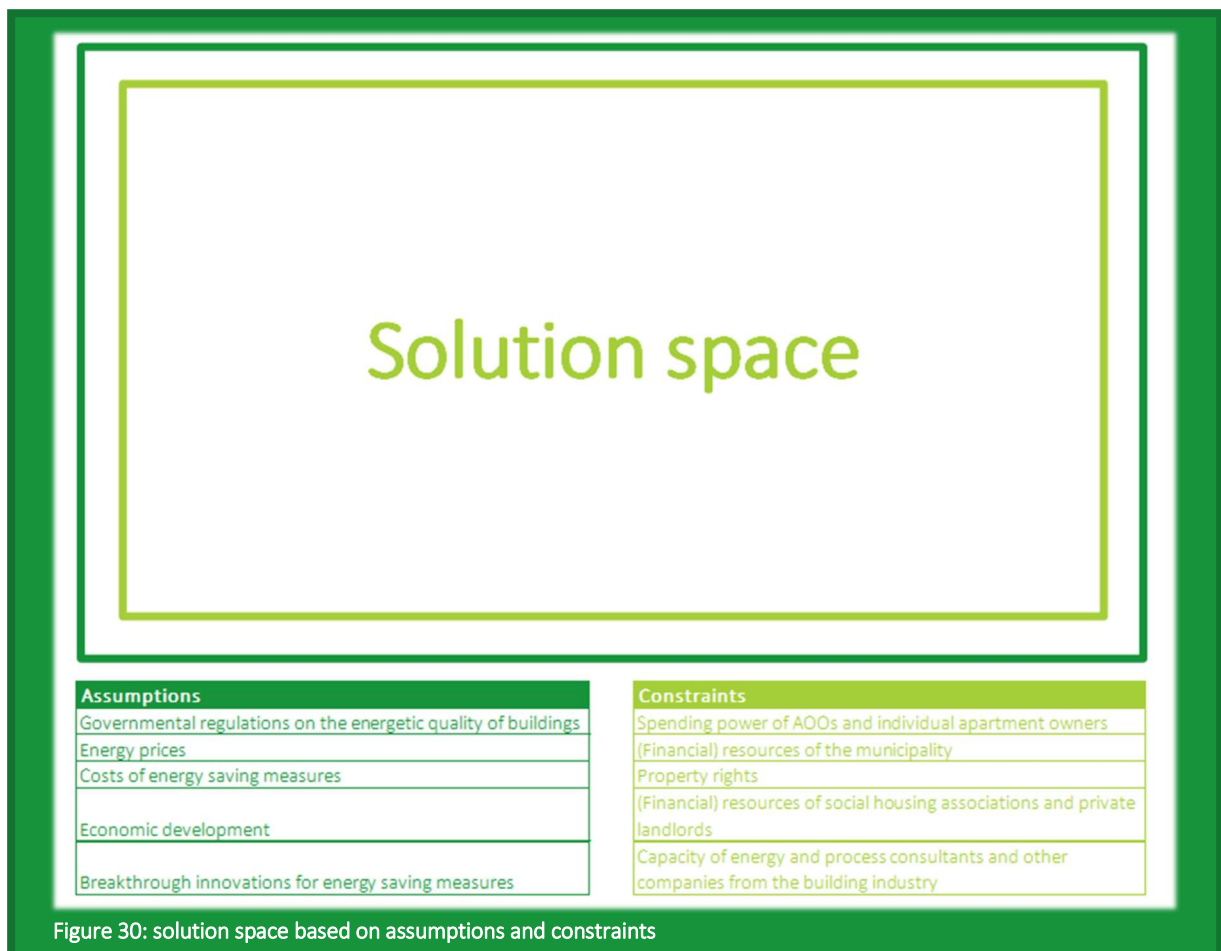 Solution space
Assumptions
Governmental regulations on the energetic quality of buildings
Energy prices
Costs of energy saving measures
Economic development
Breakthrough innovations for energy saving measures
Constraints
Spending power of AOOs and individual apartment owners
(Financial) resources of the municipality
Property rights
(Financial) resources of social housing associations and private
landlords
Capacity of energy and process consultants and other
companies from the building industry
Figure 30: solution space based on assumptions and constraints